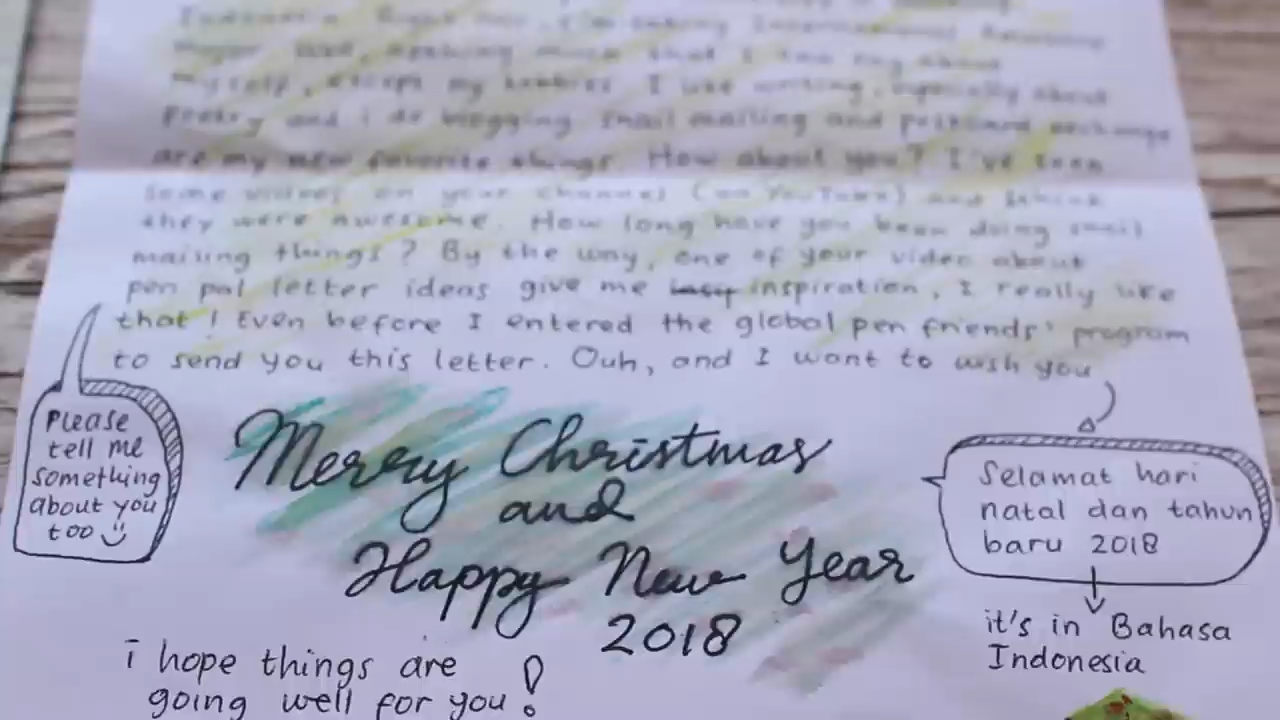 Indonesia. Right now, I'm taking International Relations
major and, nothing much that I can say about
myself, except my hobbies. I like writing, especially about
poetry and i do blogging. Snail mailing and postcard exchange
are my new favorite things. How about you? I've seen
some videos on your channel (on YouTube) and I think
they were awesome. How long have you been doing snail
mailing things? By the way, one of your video about
pen pal letter ideas give me inspiration, I really like
that! Even before I entered the global pen friends' program
to send you this letter. Ouh, and I want to wish you
Please
tell me
something
about you
too
Merry Christmas
and
Happy New Year
2018
Selamat hari
natal dan tahun
baru 2018
it's in Bahasa
Indonesia
i hope things are
going well for you!